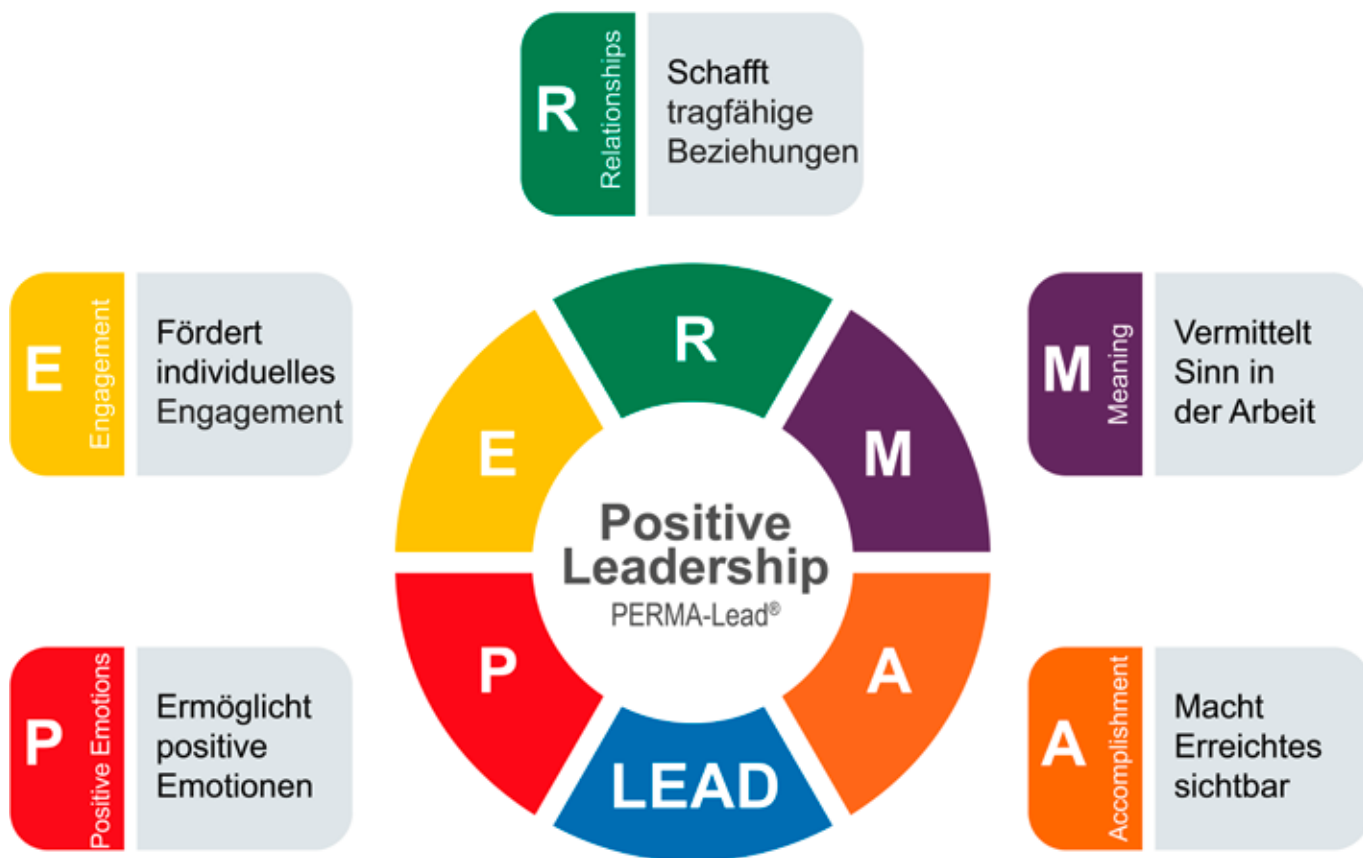 R
Relationships
Schafft
tragfähige
Beziehungen
E
Engagement
Fördert
individuelles
Engagement
M
Meaning
Vermittelt
Sinn in
der Arbeit
R
E
M
Positive
Leadership
PERMA-Lead®
P
A
LEAD
P
Positive Emotions
Ermöglicht
positive
Emotionen
A
Accomplishment
Macht
Erreichtes
sichtbar